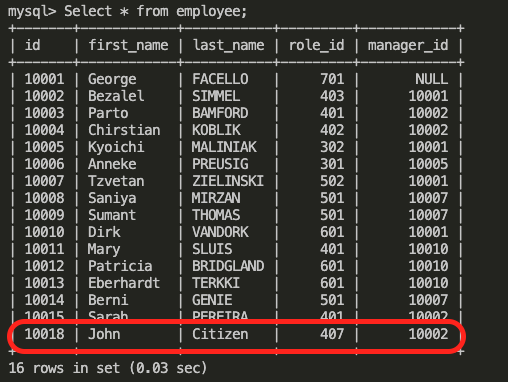 mysql> Select * from employee;
+-------+------------+------------+---------+------------+
| id    | first_name | last_name  | role_id | manager_id |
+-------+------------+------------+---------+------------+
| 10001 | George     | FACELLO    |     701 |       NULL |
| 10002 | Bezalel    | SIMMEL     |     403 |      10001 |
| 10003 | Parto      | BAMFORD    |     401 |      10002 |
| 10004 | Chirstian  | KOBLIK     |     402 |      10002 |
| 10005 | Kyoichi    | MALINIAK   |     302 |      10001 |
| 10006 | Anneke     | PREUSIG    |     301 |      10005 |
| 10007 | Tzvetan    | ZIELINSKI  |     502 |      10001 |
| 10008 | Saniya     | MIRZAN     |     501 |      10007 |
| 10009 | Sumant     | THOMAS     |     501 |      10007 |
| 10010 | Dirk       | VANDORK    |     601 |      10001 |
| 10011 | Mary       | SLUIS      |     401 |      10010 |
| 10012 | Patricia   | BRIDGLAND  |     601 |      10010 |
| 10013 | Eberhardt  | TERKKI     |     601 |      10010 |
| 10014 | Berni      | GENIE      |     501 |      10007 |
| 10015 | Sarah      | PEREIRA    |     401 |      10002 |
| 10018 | John       | Citizen    |     407 |      10002 |
+-------+------------+------------+---------+------------+
16 rows in set (0.03 sec)